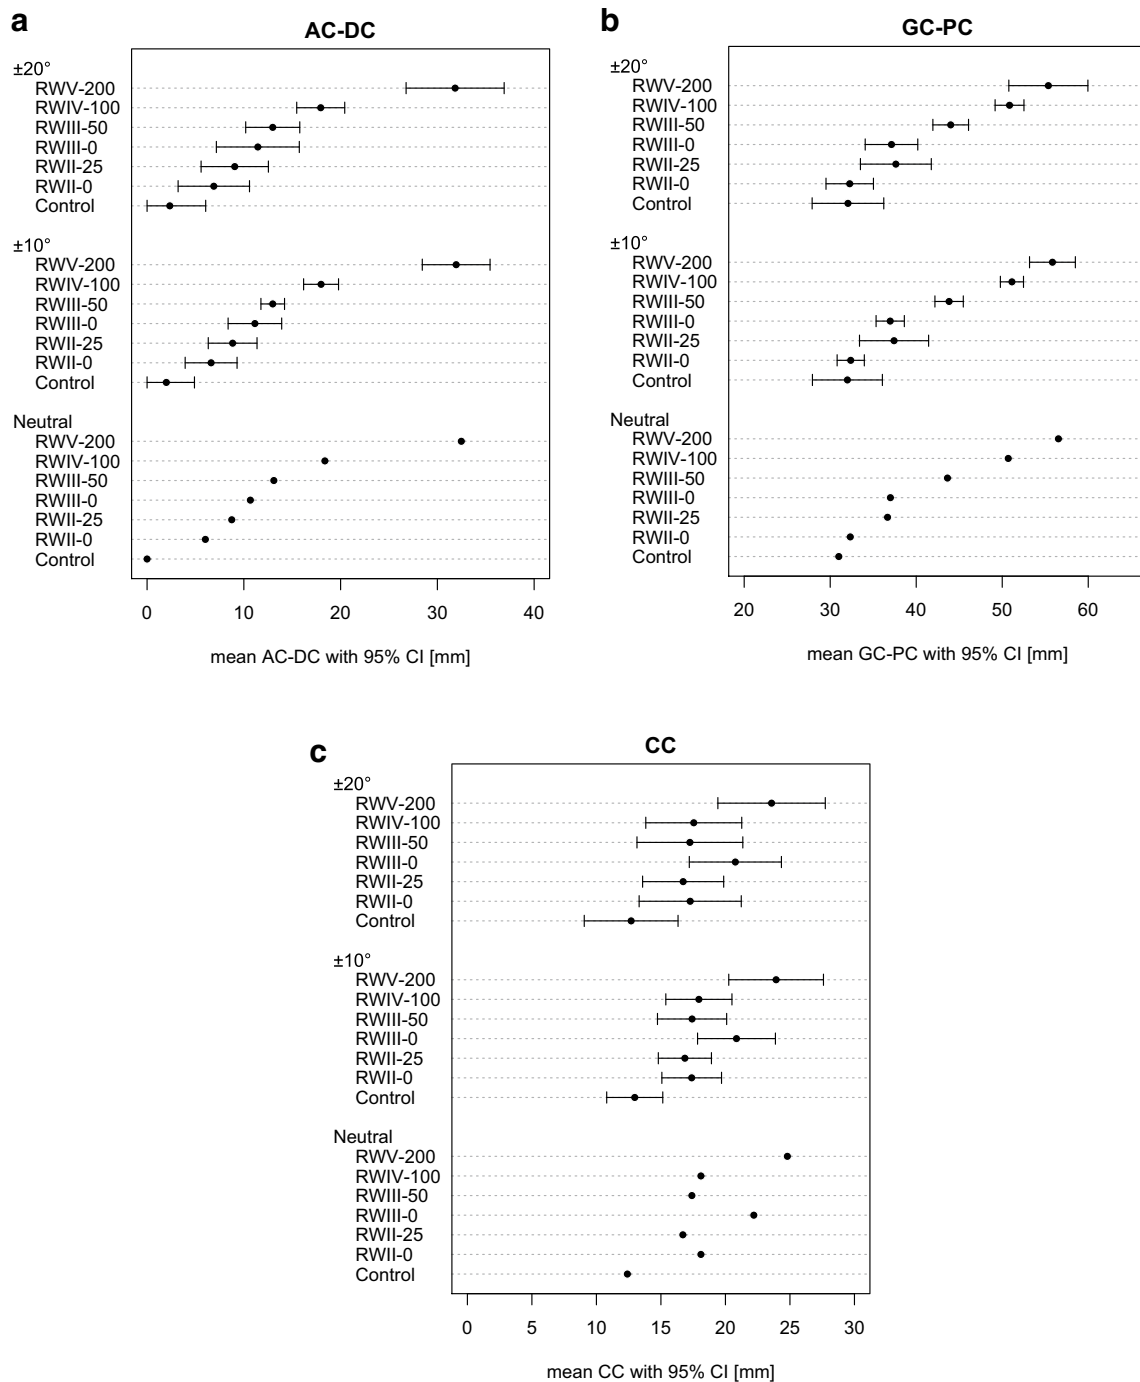 a
AC-DC
±20°
RWV-200
RWIV-100
RWIII-50
RWIII-0
RWII-25
RWII-0
Control
±10°
RWV-200
RWIV-100
RWIII-50
RWIII-0
RWII-25
RWII-0
Control
Neutral
RWV-200
RWIV-100
RWIII-50
RWIII-0
RWII-25
RWII-0
Control
0 10 20 30 40
mean AC-DC with 95% CI [mm]
b
GC-PC
±20°
RWV-200
RWIV-100
RWIII-50
RWIII-0
RWII-25
RWII-0
Control
±10°
RWV-200
RWIV-100
RWIII-50
RWIII-0
RWII-25
RWII-0
Control
Neutral
RWV-200
RWIV-100
RWIII-50
RWIII-0
RWII-25
RWII-0
Control
20 30 40 50 60
mean GC-PC with 95% CI [mm]
c
CC
±20°
RWV-200
RWIV-100
RWIII-50
RWIII-0
RWII-25
RWII-0
Control
±10°
RWV-200
RWIV-100
RWIII-50
RWIII-0
RWII-25
RWII-0
Control
Neutral
RWV-200
RWIV-100
RWIII-50
RWIII-0
RWII-25
RWII-0
Control
0 5 10 15 20 25 30
mean CC with 95% CI [mm]